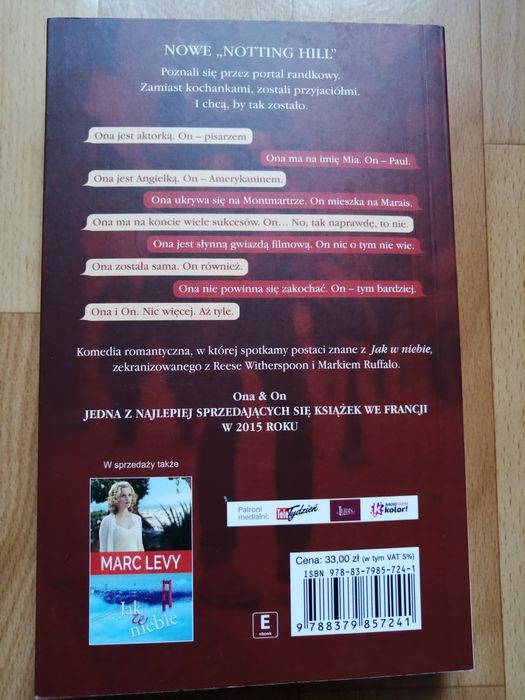 NOWE „NOTTING HILL”
Poznali się przez portal randkowy.
Zamiast kochankami, zostali przyjaciółmi.
I chcą, by tak zostało.
Ona jest aktorką. On – pisarzem
Ona ma na imię Mia. On – Paul.
Ona jest Angielką. On – Amerykaninem.
Ona ukrywa się na Montmartrze. On mieszka na Marais.
Ona ma na koncie wiele sukcesów. On… No, tak naprawdę, to nie.
Ona jest słynną gwiazdą filmową. On nic o tym nie wie.
Ona została sama. On również.
Ona nie powinna się zakochać. On – tym bardziej.
Ona i On. Nic więcej. Aż tyle.
Komedia romantyczna, w której spotkamy postaci znane z Jak w niebie,
zekranizowanego z Reese Witherspoon i Markiem Ruffalo.
Ona & On
JEDNA Z NAJLEPIEJ SPRZEDAJĄCYCH SIĘ KSIĄŻEK WE FRANCJI
W 2015 ROKU
W sprzedaży także
MARC LEVY
Jak w niebie
Patroni
medialni:
Tydzień
kolor!
Cena: 33,00 zł (w tym VAT 5%)
ISBN 978-83-7985-724-1
9 788379 857241
E
ebook